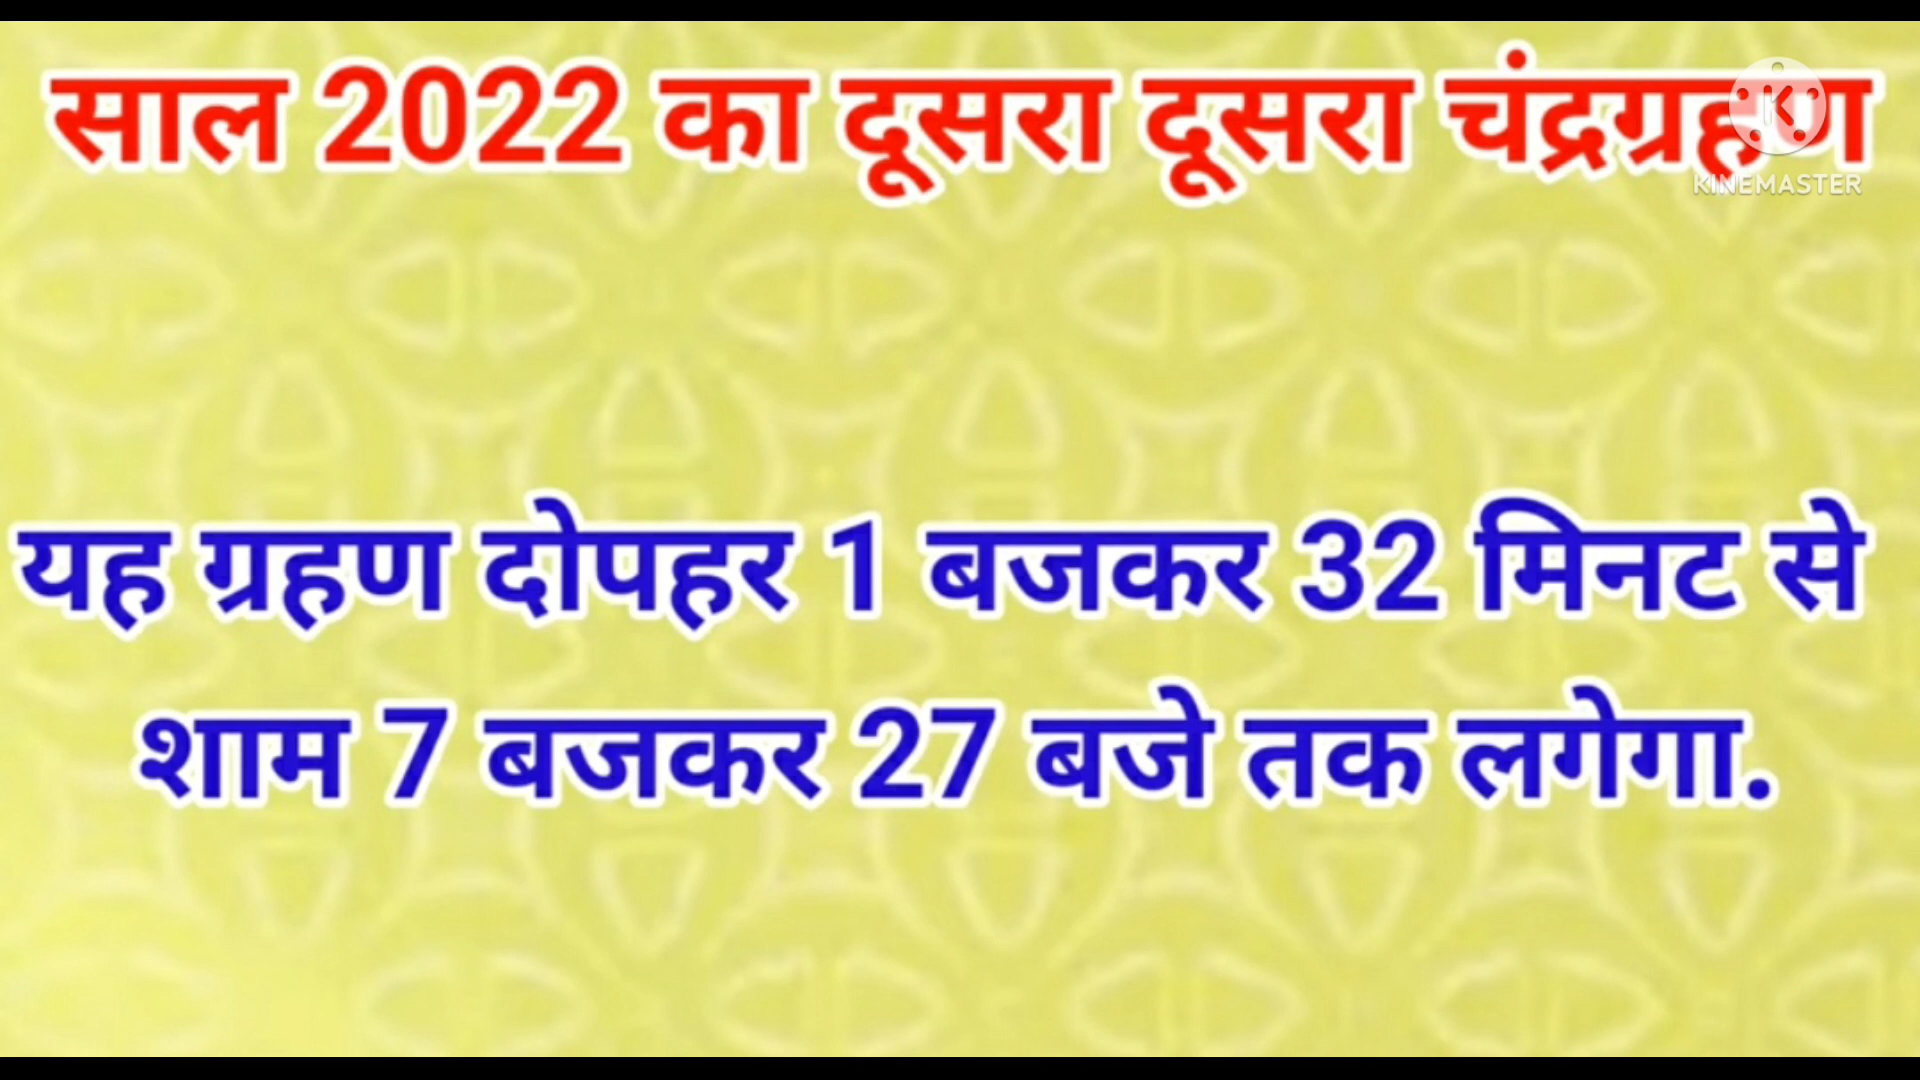 साल 2022 का दूसरा दूसरा चंद्रग्रहण
KINEMASTER
यह ग्रहण दोपहर 1 बजकर 32 मिनट से
शाम 7 बजकर 27 बजे तक लगेगा.